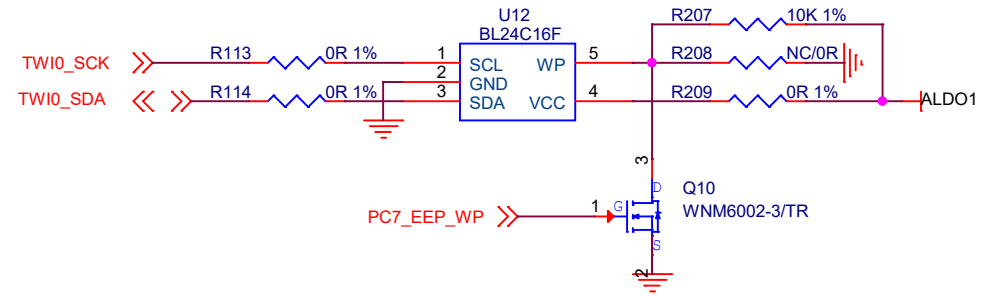 U12
BL24C16F
R207 10K 1%
TWI0_SCK R113 0R 1% 1 SCL WP 5 R208 NC/0R
2 GND
TWI0_SDA R114 0R 1% 3 SDA VCC 4 R209 0R 1% ALDO1
3
D Q10
PC7_EEP_WP 1 G WNM6002-3/TR
S
2